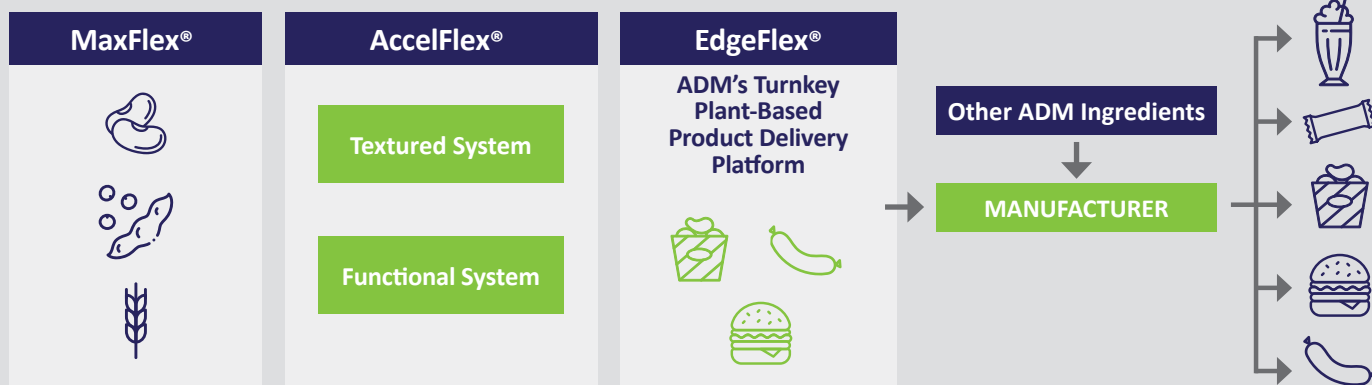 MaxFlex®
AccelFlex®
Textured System
Functional System
EdgeFlex®
ADM’s Turnkey
Plant-Based
Product Delivery
Platform
Other ADM Ingredients
MANUFACTURER